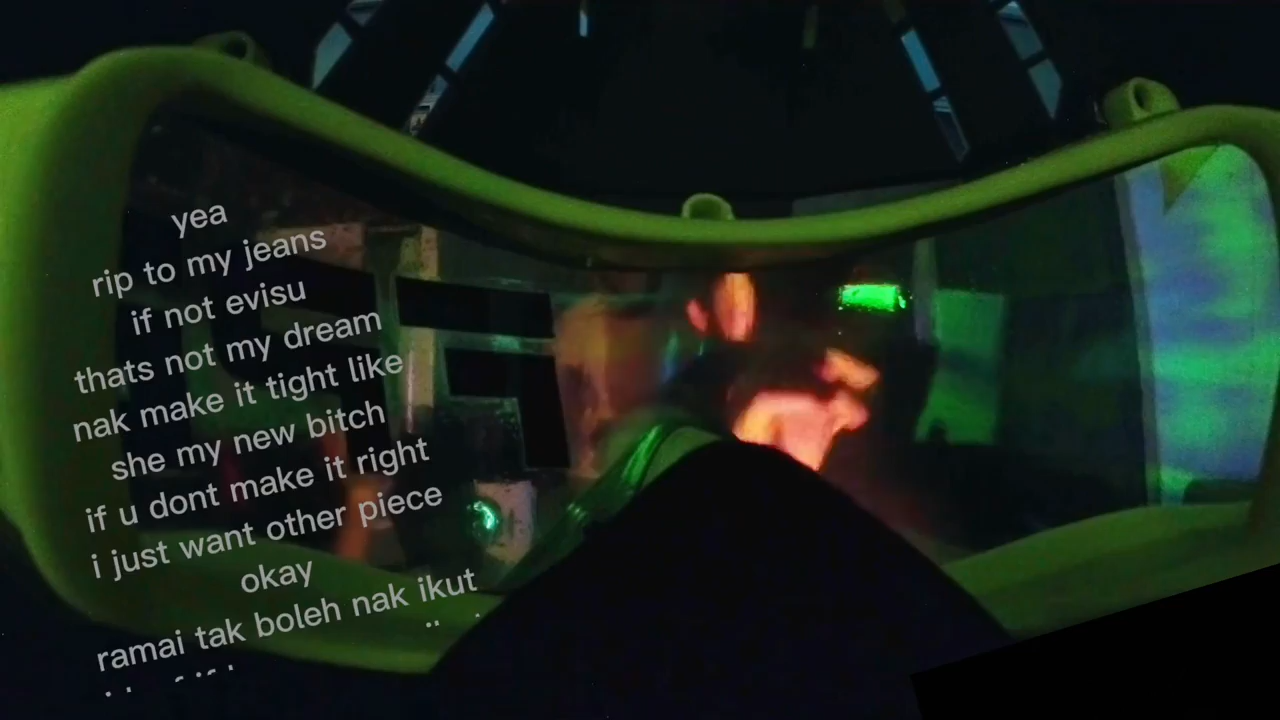 yea
rip to my jeans
if not evisu
thats not my dream
nak make it tight like
she my new bitch
if u dont make it right
i just want other piece
okay
ramai tak boleh nak ikut